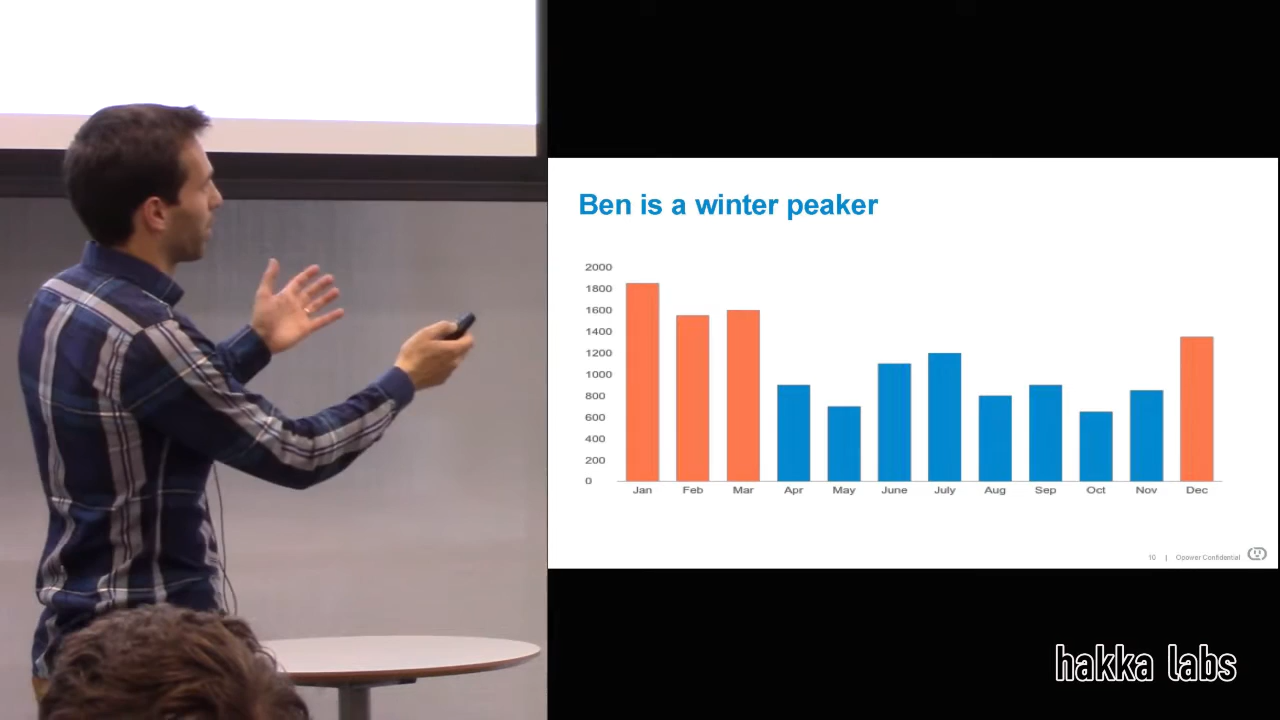 Ben is a winter peaker
2000
1800
1600
1400
1200
1000
800
600
400
200
0
Jan Feb Mar Apr May June July Aug Sep Oct Nov Dec
10 | Opower Confidential
hakka labs